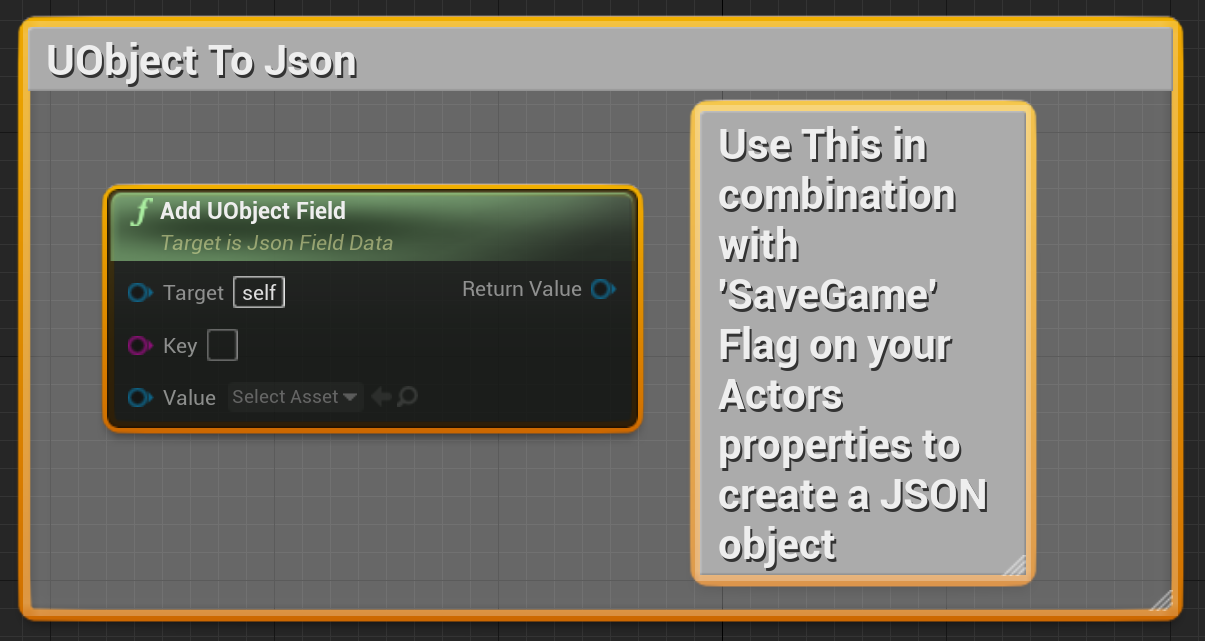 UObject To Json
f Add UObject Field
Target is Json Field Data
Target self
Return Value
Key
Value Select Asset
Use This in
combination
with
'SaveGame'
Flag on your
Actors
properties to
create a JSON
object